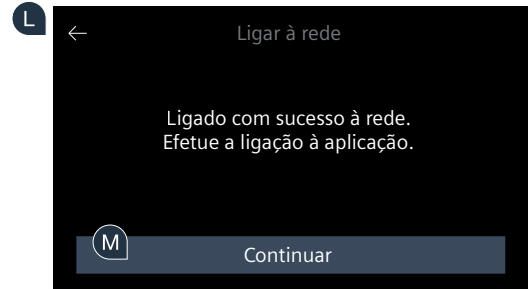 L
← Ligar à rede
Ligado com sucesso à rede.
Efetue a ligação à aplicação.
M
Continuar